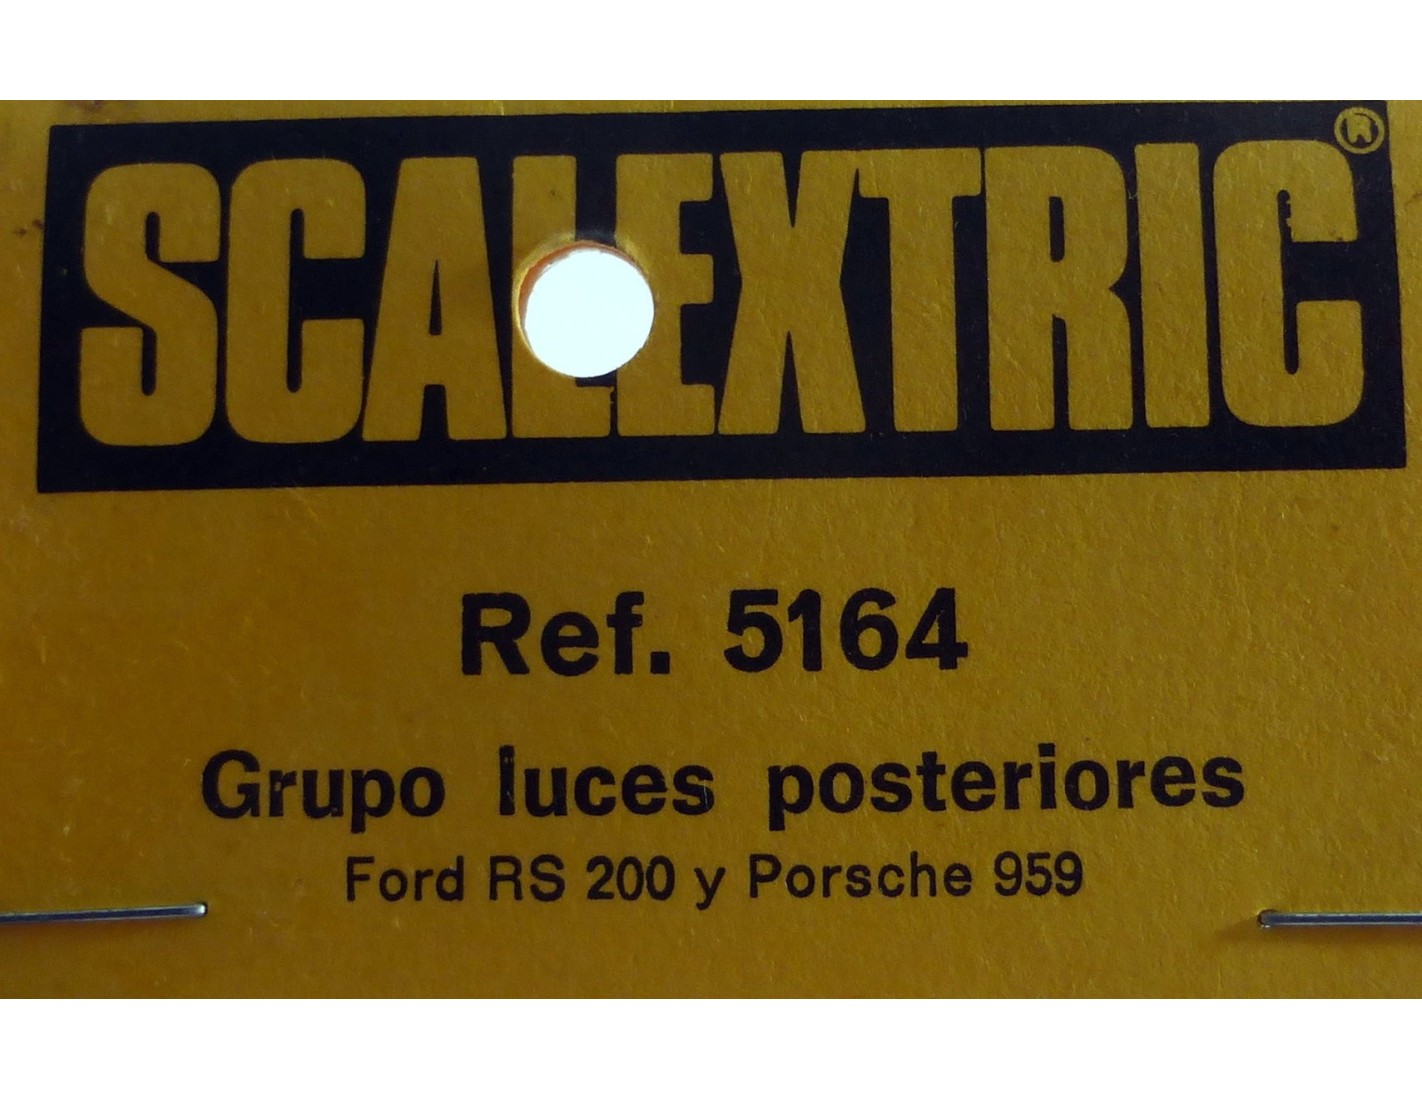 SCALEXTRIC®
Ref. 5164
Grupo luces posteriores
Ford RS 200 y Porsche 959